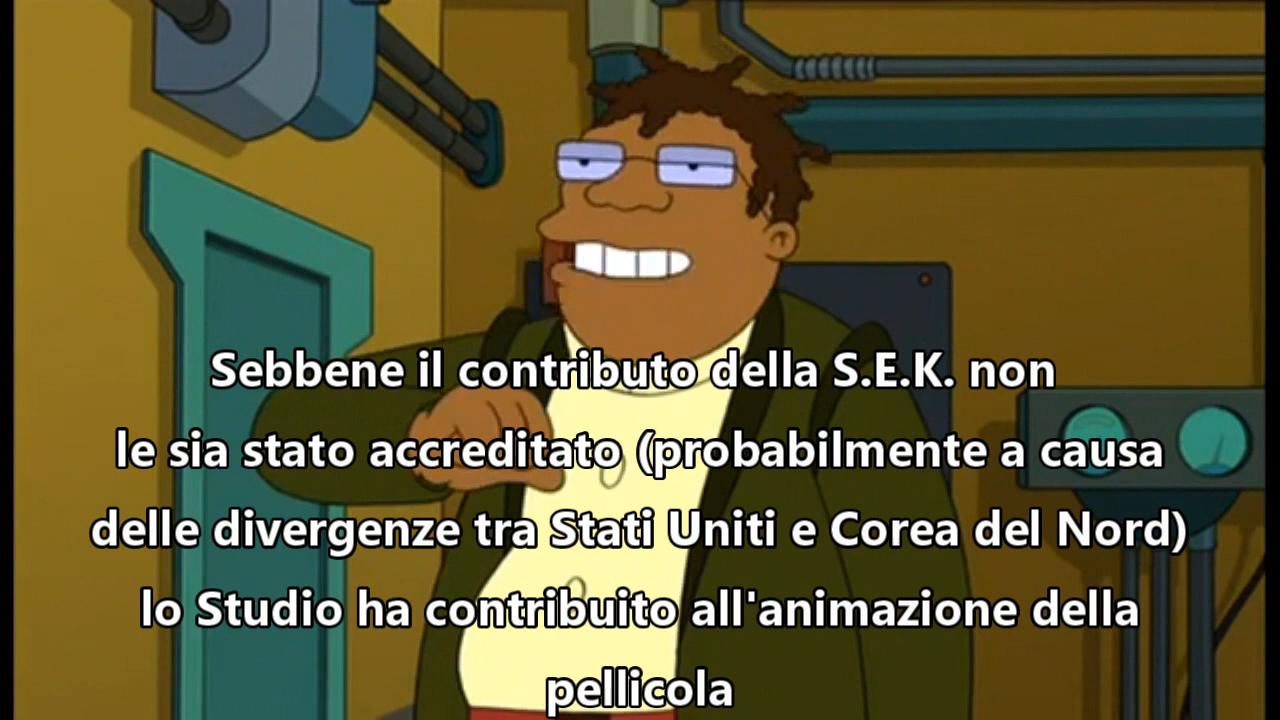 Sebbene il contributo della S.E.K. non
le sia stato accreditato (probabilmente a causa
delle divergenze tra Stati Uniti e Corea del Nord)
lo Studio ha contribuito all'animazione della
pellicola